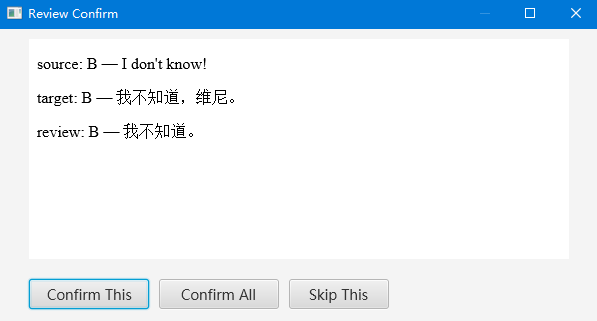 Review Confirm
source: B — I don't know!
target: B — 我不知道，维尼。
review: B — 我不知道。
Confirm This
Confirm All
Skip This